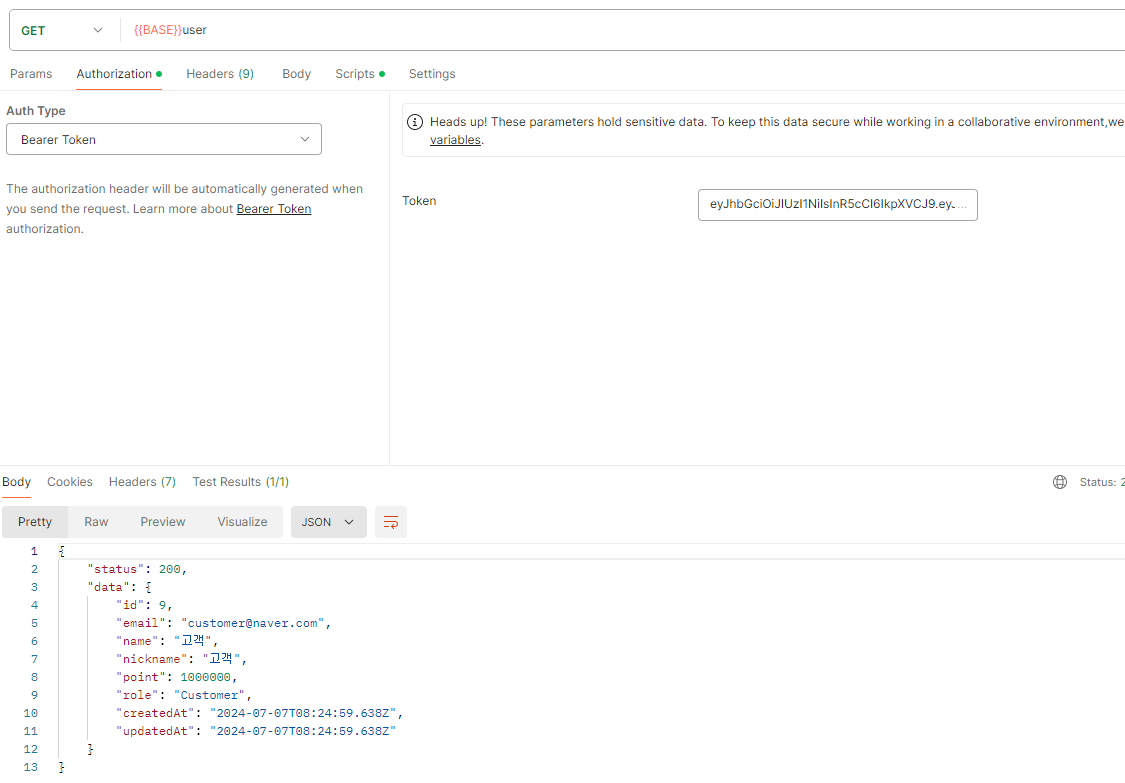 GET {{BASE}}user
Params Authorization Headers (9) Body Scripts Settings
Auth Type
Bearer Token
The authorization header will be automatically generated when
you send the request. Learn more about Bearer Token
authorization.
Heads up! These parameters hold sensitive data. To keep this data secure while working in a collaborative environment,we
variables.
Token
eyJhbGciOiJIUzI1NiIsInR5cCI6IkpXVCJ9.eyJ...
Body Cookies Headers (7) Test Results (1/1) Status: 2
Pretty Raw Preview Visualize JSON
1 {
2 "status": 200,
3 "data": {
4 "id": 9,
5 "email": "customer@naver.com",
6 "name": "고객",
7 "nickname": "고객",
8 "point": 1000000,
9 "role": "Customer",
10 "createdAt": "2024-07-07T08:24:59.638Z",
11 "updatedAt": "2024-07-07T08:24:59.638Z"
12 }
13 }